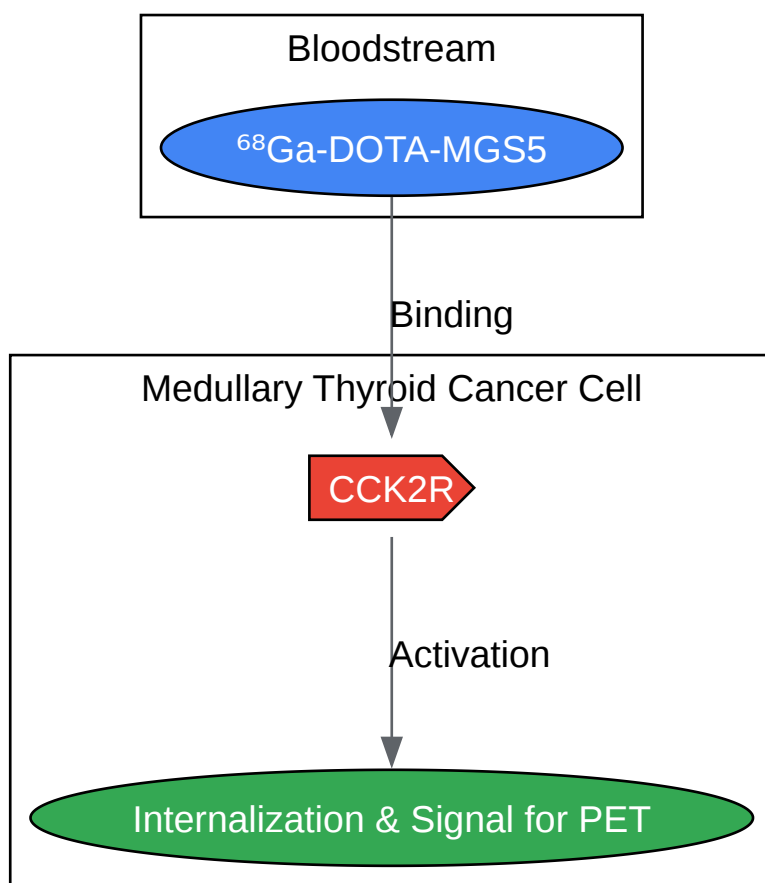 Bloodstream
⁶⁸Ga-DOTA-MGS5
Binding
Medullary Thyroid Cancer Cell
CCK2R
Activation
Internalization & Signal for PET